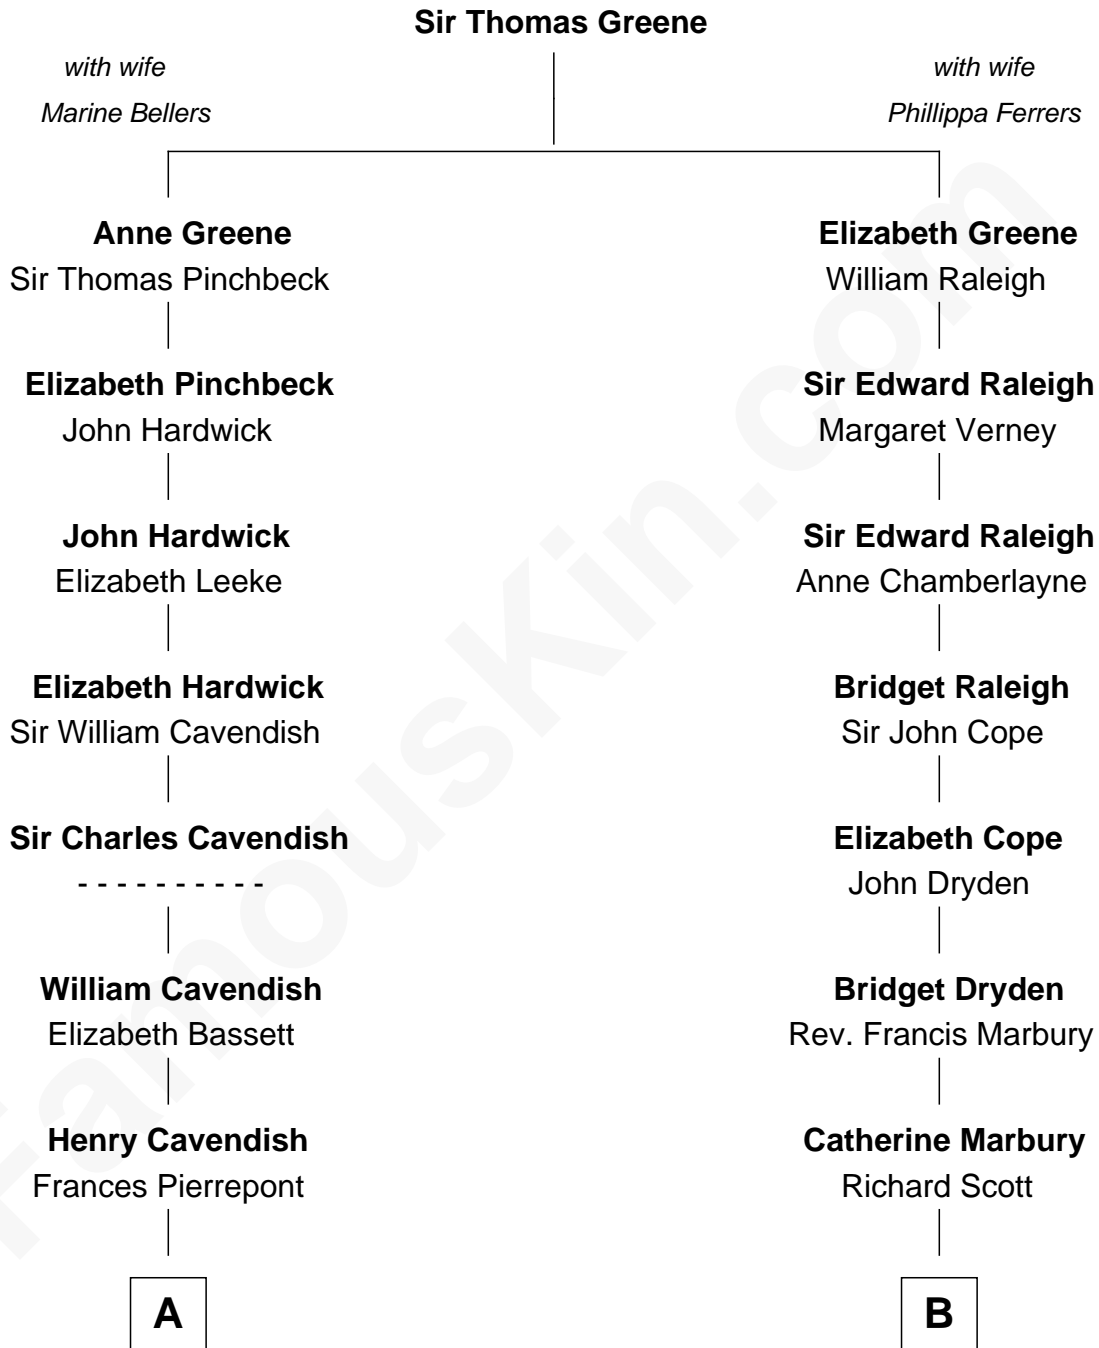 Sir Thomas Greene
with wife
Marine Bellers
with wife
Phillippa Ferrers
Anne Greene
Sir Thomas Pinchbeck
Elizabeth Greene
William Raleigh
Elizabeth Pinchbeck
John Hardwick
Sir Edward Raleigh
Margaret Verney
John Hardwick
Elizabeth Leeke
Sir Edward Raleigh
Anne Chamberlayne
Elizabeth Hardwick
Sir William Cavendish
Bridget Raleigh
Sir John Cope
Sir Charles Cavendish
- - - - - - - - - -
Elizabeth Cope
John Dryden
William Cavendish
Elizabeth Bassett
Bridget Dryden
Rev. Francis Marbury
Henry Cavendish
Frances Pierrepont
Catherine Marbury
Richard Scott
A
B
FamousKin.com